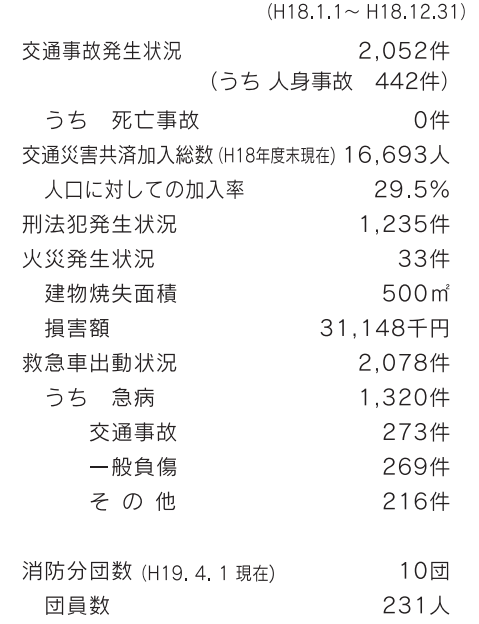 (H18.1.1～ H18.12.31)
交通事故発生状況 2,052件
(うち 人身事故 442件)
うち 死亡事故 0件
交通災害共済加入総数(H18年度末現在) 16,693人
人口に対しての加入率 29.5%
刑法犯発生状況 1,235件
火災発生状況 33件
建物焼失面積 500㎡
損害額 31,148千円
救急車出動状況 2,078件
うち 急病 1,320件
交通事故 273件
一般負傷 269件
そ の 他 216件
消防分団数 (H19. 4. 1 現在) 10団
団員数 231人